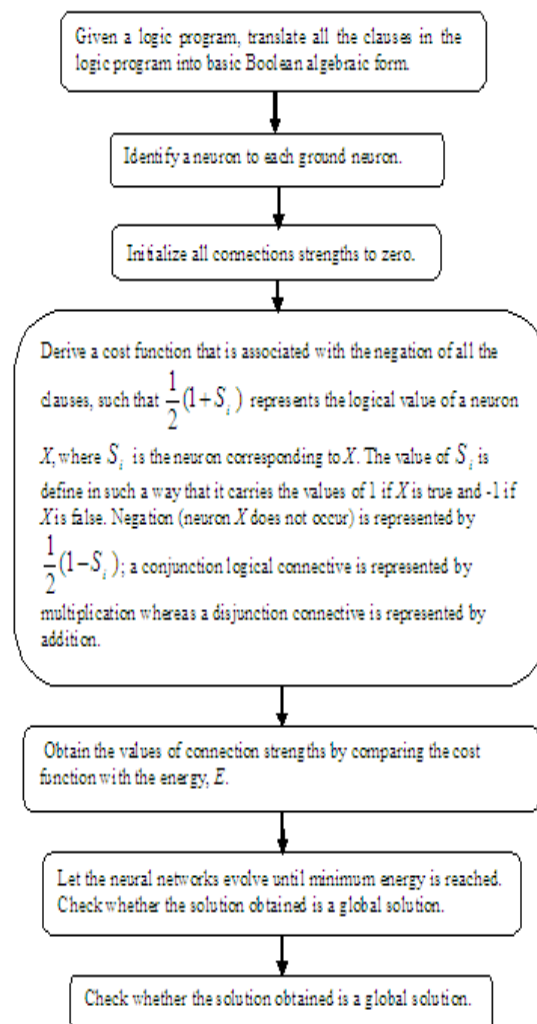 Given a logic program, translate all the clauses in the
logic program into basic Boolean algebraic form.
Identify a neuron to each ground neuron.
Initialize all connections strengths to zero.
Derive a cost function that is associated with the negation of all the
clauses, such that 1/2(1+S_i) represents the logical value of a neuron
X, where S_i is the neuron corresponding to X. The value of S_i is
define in such a way that it carries the values of 1 if X is true and -1 if
X is false. Negation (neuron X does not occur) is represented by
1/2(1-S_i); a conjunction logical connective is represented by
multiplication whereas a disjunction connective is represented by
addition.
Obtain the values of connection strengths by comparing the cost
function with the energy, E.
Let the neural networks evolve until minimum energy is reached.
Check whether the solution obtained is a global solution.
Check whether the solution obtained is a global solution.